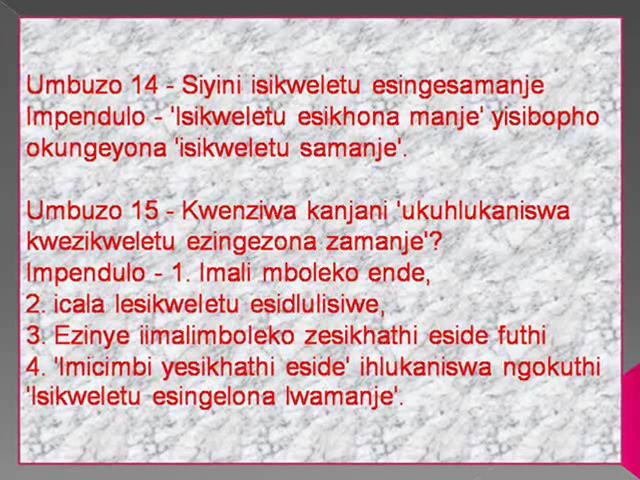 Umbuzo 14 - Siyini isikweletu esingesamanje
Impendulo - 'Isikweletu esikhona manje' yisibopho
okungeyona 'isikweletu samanje'.
Umbuzo 15 - Kwenziwa kanjani 'ukuhlukaniswa
kwezikweletu ezingezona zamanje'?
Impendulo - 1. Imali mboleko ende,
2. icala lesikweletu esidlulisiwe,
3. Ezinye iimalimboleko zesikhathi eside futhi
4. 'Imicimbi yesikhathi eside' ihlukaniswa ngokuthi
'Isikweletu esingelona lwamanje'.